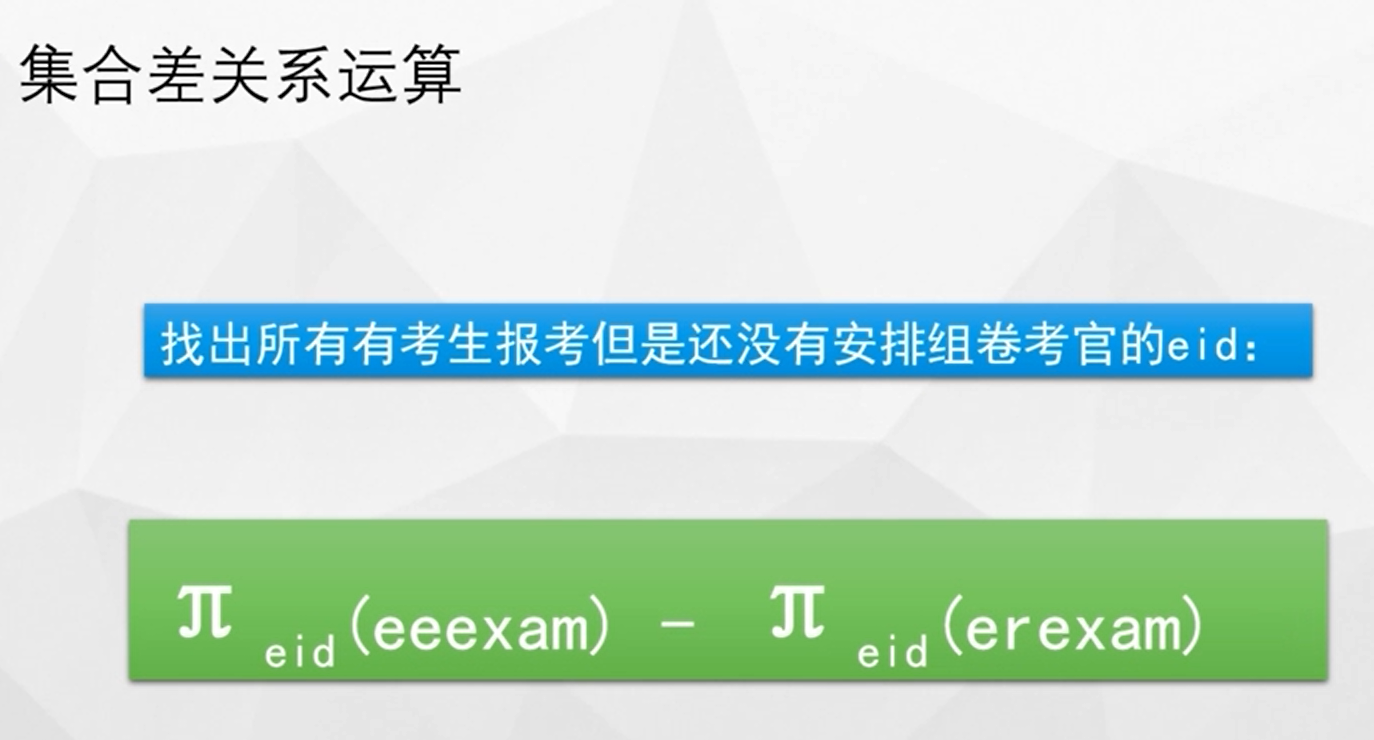 集合差关系运算
找出所有有考生报考但是还没有安排组卷考官的eid：
π eid(eeexam) - π eid(erexam)